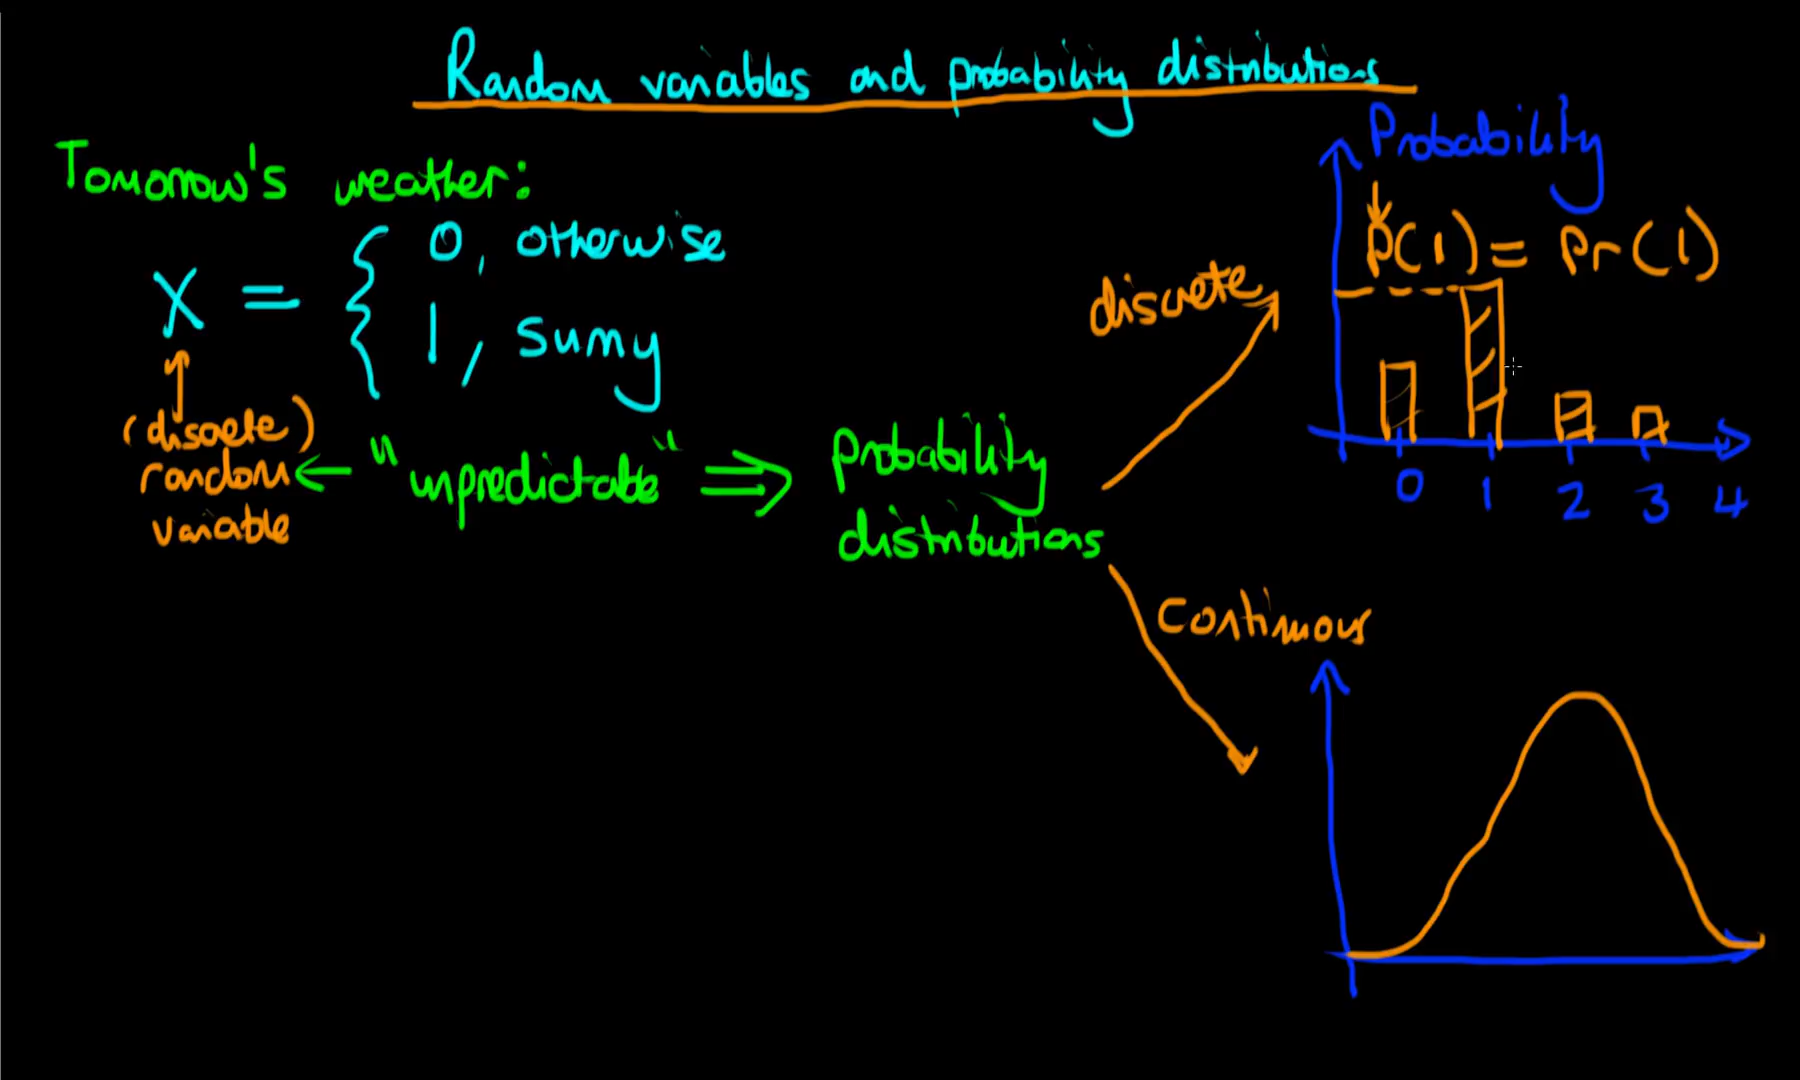 Random variables and probability distributions
Tomorrow's weather:
X = { 0, otherwise
1, sunny
(discrete)
random
variable
"unpredictable"
probability
distributions
discrete
Probability
p(1) = Pr(1)
0 1 2 3 4
Continuous